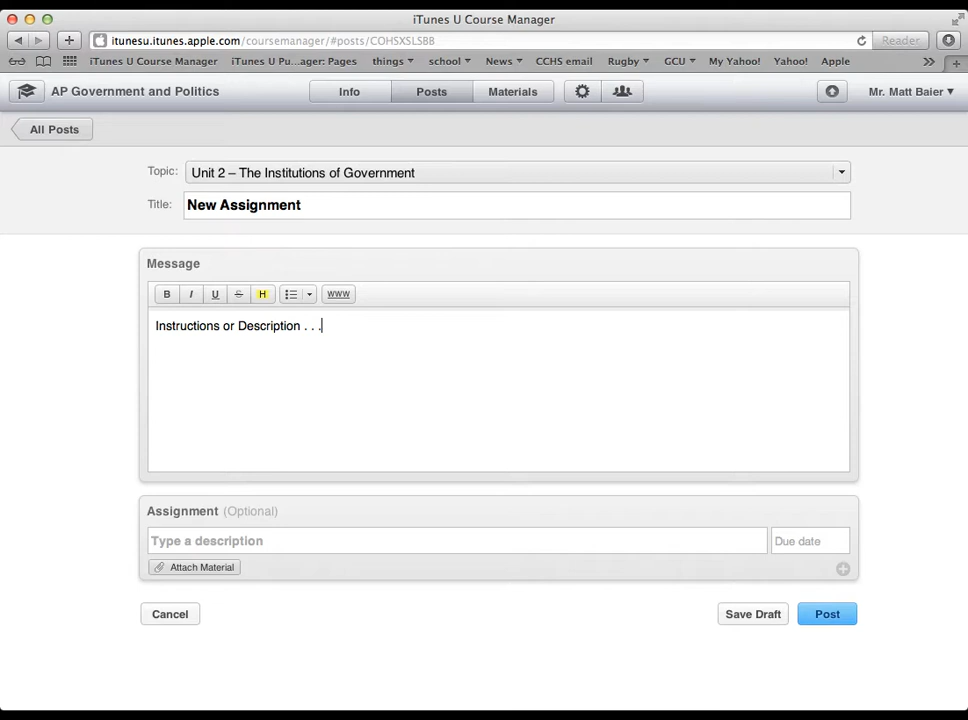 iTunes U Course Manager
itunesu.itunes.apple.com/coursemanager/#posts/COHSXSLSBB
Reader
iTunes U Course Manager iTunes U Pu...ager: Pages things school News CCHS email Rugby GCU My Yahoo! Yahoo! Apple
AP Government and Politics Info Posts Materials Mr. Matt Baier
All Posts
Topic: Unit 2 – The Institutions of Government
Title: New Assignment
Message
B I U S H WWW
Instructions or Description . . .
Assignment (Optional)
Type a description Due date
Attach Material
Cancel Save Draft Post